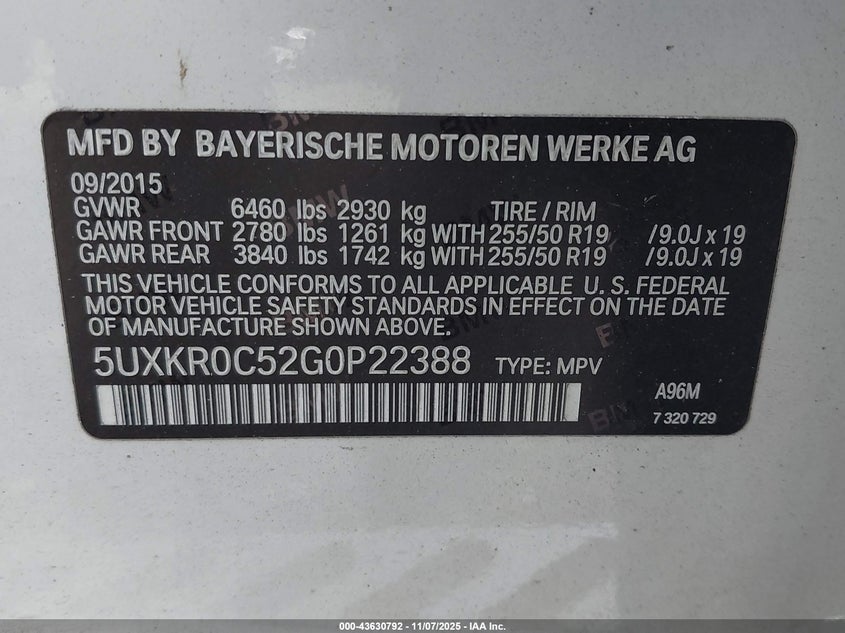 MFD BY BAYERISCHE MOTOREN WERKE AG
09/2015
GVWR 6460 lbs 2930 kg TIRE / RIM
GAWR FRONT 2780 lbs 1261 kg WITH 255/50 R19 /9.0J x 19
GAWR REAR 3840 lbs 1742 kg WITH 255/50 R19 /9.0J x 19
THIS VEHICLE CONFORMS TO ALL APPLICABLE U. S. FEDERAL
MOTOR VEHICLE SAFETY STANDARDS IN EFFECT ON THE DATE
OF MANUFACTURE SHOWN ABOVE.
5UXKR0C52G0P22388 TYPE: MPV
A96M
7 320 729
000-43630792 — 11/07/2025 — IAA Inc.